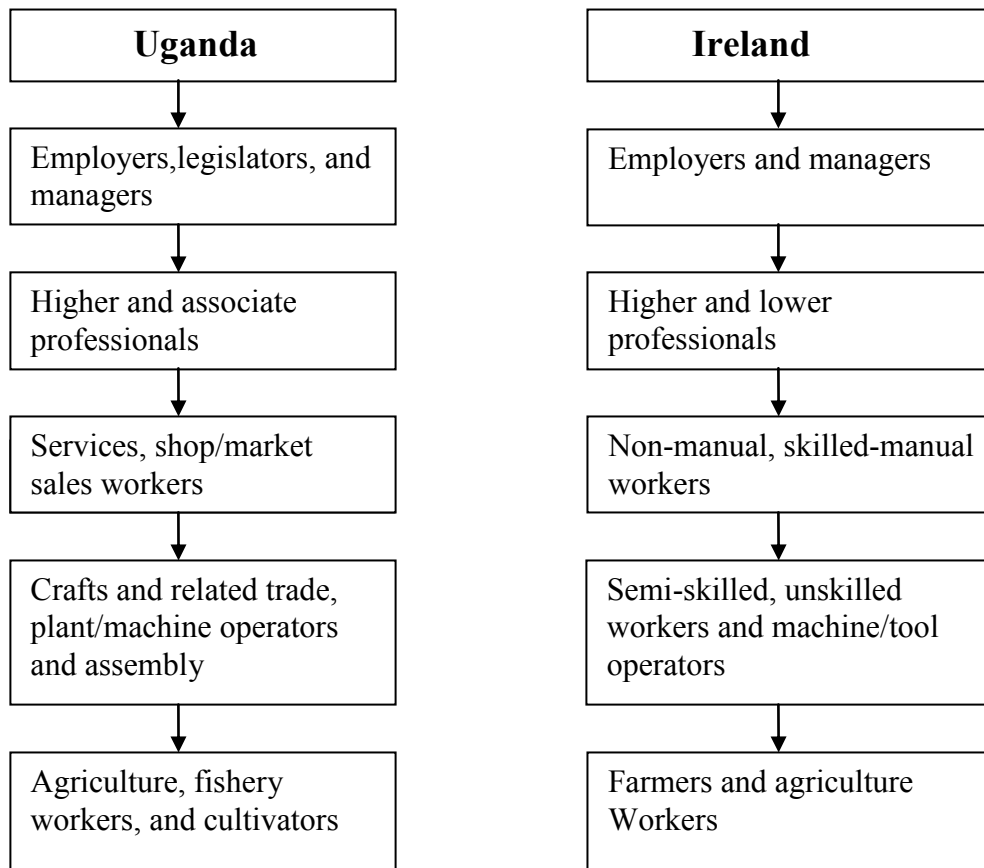 Uganda
Employers,legislators, and
managers
Higher and associate
professionals
Services, shop/market
sales workers
Crafts and related trade,
plant/machine operators
and assembly
Agriculture, fishery
workers, and cultivators
Ireland
Employers and managers
Higher and lower
professionals
Non-manual, skilled-manual
workers
Semi-skilled, unskilled
workers and machine/tool
operators
Farmers and agriculture
Workers